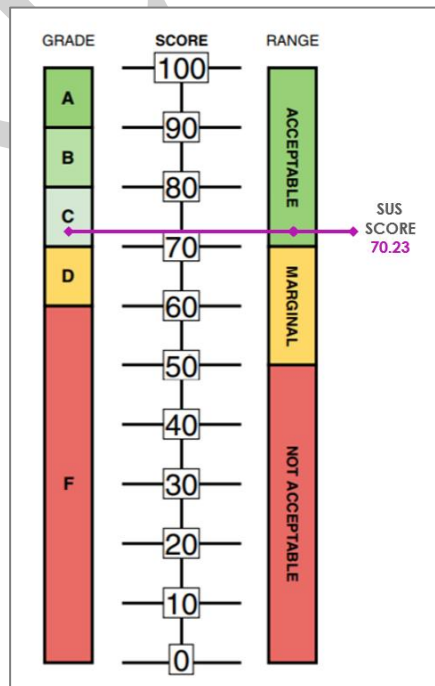 GRADE SCORE RANGE
100
A
90
B
80
C
70
D
60
50
40
F
30
20
10
0
ACCEPTABLE
MARGINAL
NOT ACCEPTABLE
SUS
SCORE
70.23